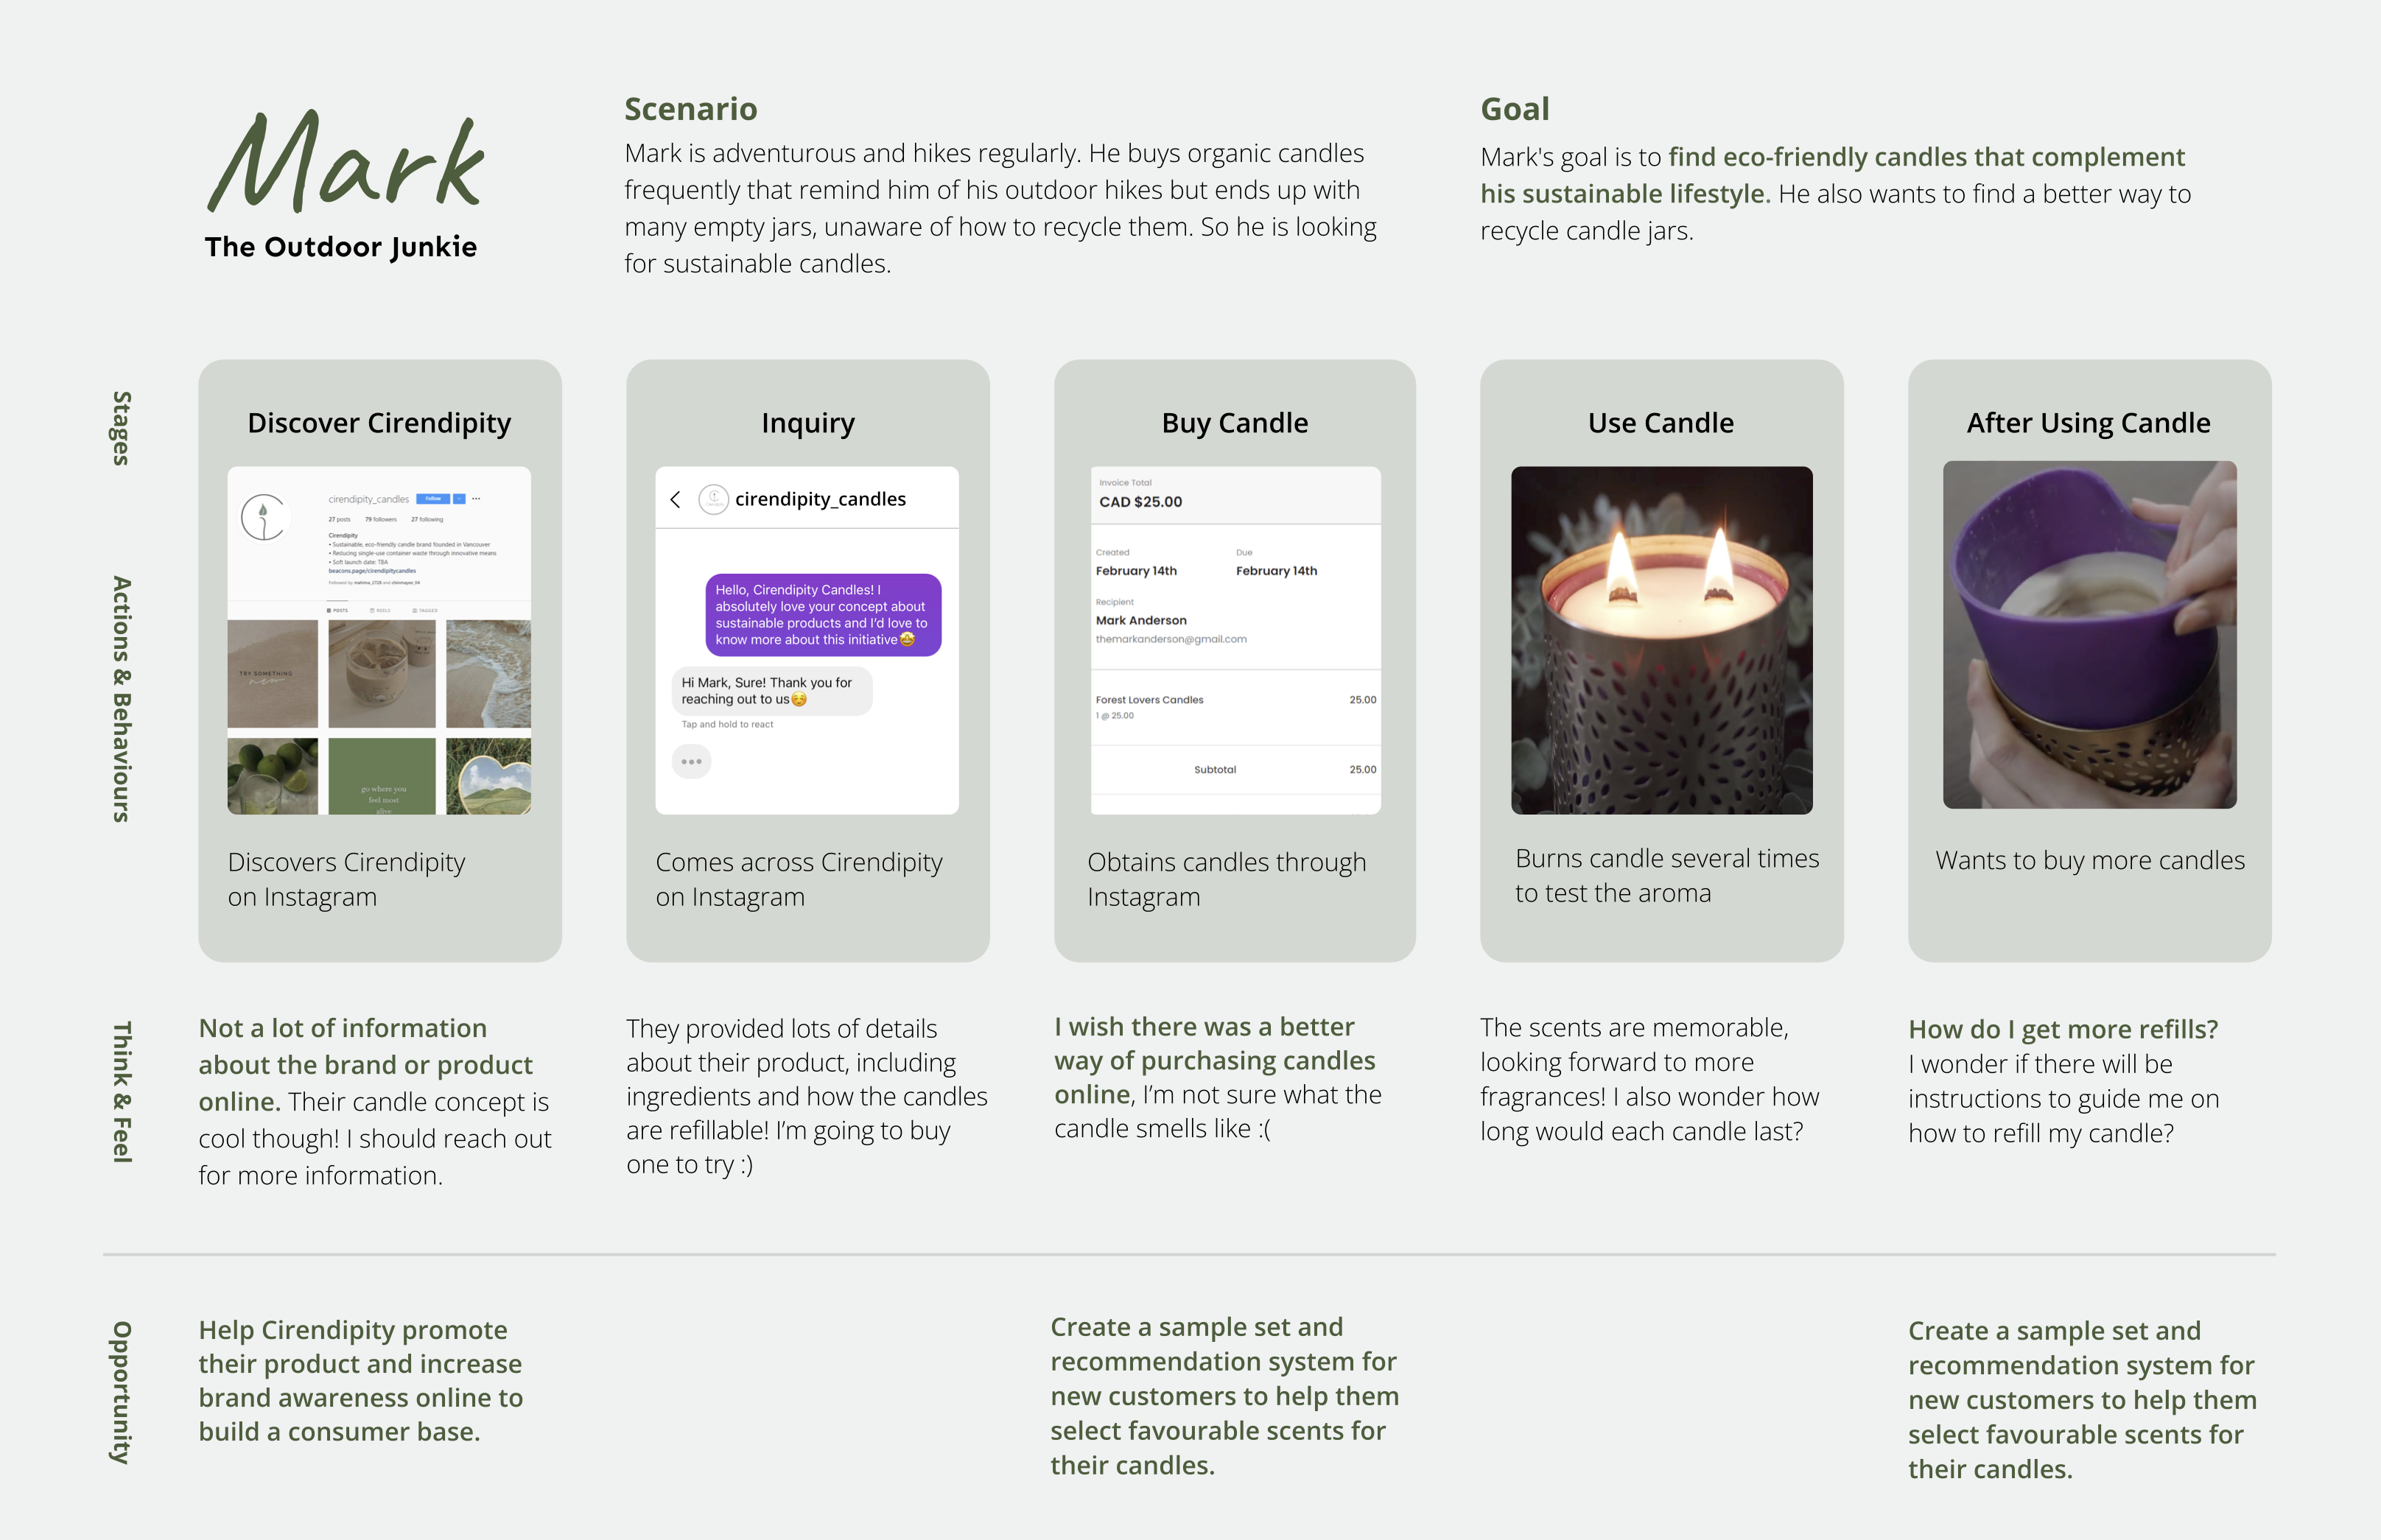 Mark
The Outdoor Junkie
Scenario
Mark is adventurous and hikes regularly. He buys organic candles
frequently that remind him of his outdoor hikes but ends up with
many empty jars, unaware of how to recycle them. So he is looking
for sustainable candles.
Goal
Mark's goal is to find eco-friendly candles that complement
his sustainable lifestyle. He also wants to find a better way to
recycle candle jars.
Stages
Actions & Behaviours
Discover Cirendipity
cirendipity_candles
Follow
27 posts 79 followers 27 following
Cirendipity
• Sustainable, eco-friendly candle brand founded in Vancouver
• Reducing single-use container waste through innovative means
• Soft launch date: TBA
beacons.page/cirendipitycandles
Followed by mahima_2728 and chinmayee_04
POSTS REELS TAGGED
TRY SOMETHING
new
go where you
feel most
alive
Discovers Cirendipity
on Instagram
Inquiry
cirendipity_candles
Hello, Cirendipity Candles! I
absolutely love your concept about
sustainable products and I'd love to
know more about this initiative🤩
Hi Mark, Sure! Thank you for
reaching out to us☺️
Tap and hold to react
Comes across Cirendipity
on Instagram
Buy Candle
Invoice Total
CAD $25.00
Created Due
February 14th February 14th
Recipient
Mark Anderson
themarkanderson@gmail.com
Forest Lovers Candles 25.00
1 @ 25.00
Subtotal 25.00
Obtains candles through
Instagram
Use Candle
Burns candle several times
to test the aroma
After Using Candle
Wants to buy more candles
Think & Feel
Not a lot of information
about the brand or product
online. Their candle concept is
cool though! I should reach out
for more information.
They provided lots of details
about their product, including
ingredients and how the candles
are refillable! I'm going to buy
one to try :)
I wish there was a better
way of purchasing candles
online, I'm not sure what the
candle smells like :(
The scents are memorable,
looking forward to more
fragrances! I also wonder how
long would each candle last?
How do I get more refills?
I wonder if there will be
instructions to guide me on
how to refill my candle?
Opportunity
Help Cirendipity promote
their product and increase
brand awareness online to
build a consumer base.
Create a sample set and
recommendation system for
new customers to help them
select favourable scents for
their candles.
Create a sample set and
recommendation system for
new customers to help them
select favourable scents for
their candles.